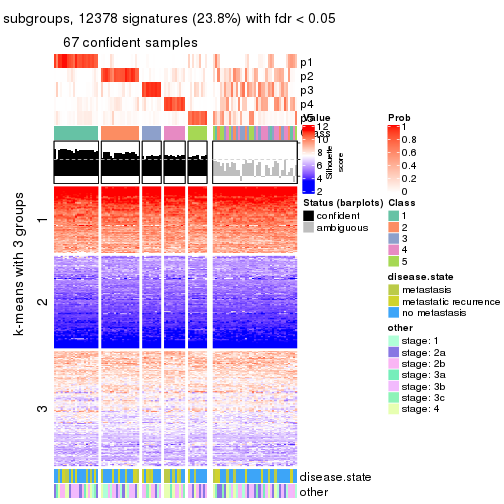 subgroups, 12378 signatures (23.8%) with fdr < 0.05
67 confident samples
p1
p2
p3
p4
Value
12
10
8
6
4
2
Silhouette
score
Prob
1
0.8
0.6
0.4
0.2
0
Status (barplots)
confident
ambiguous
Class
1
2
3
4
5
disease.state
metastasis
metastatic recurrence
no metastasis
other
stage: 1
stage: 2a
stage: 2b
stage: 3a
stage: 3b
stage: 3c
stage: 4
k-means with 3 groups
1
2
3
disease.state
other